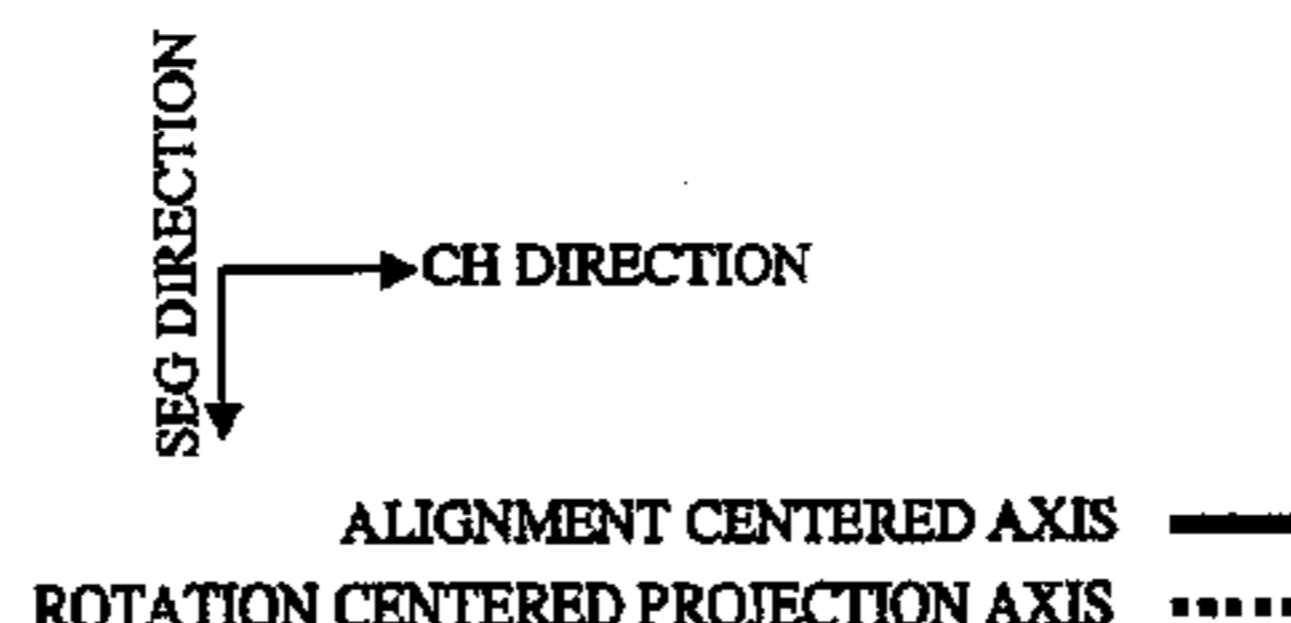 SEG DIRECTION
CH DIRECTION
ALIGNMENT CENTERED AXIS
ROTATION CENTERED PROJECTION AXIS